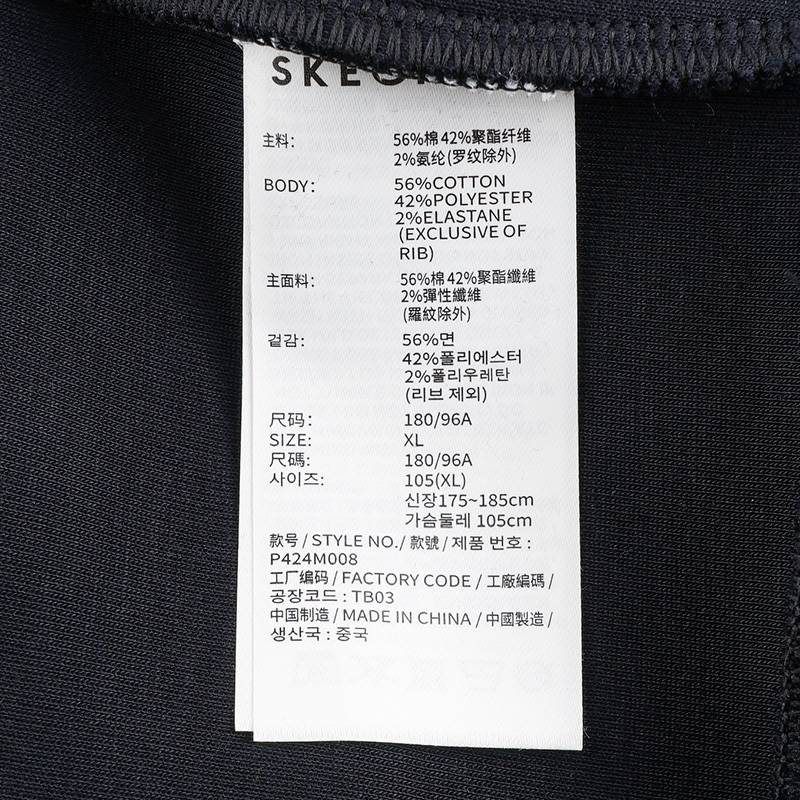 主料: 56%棉 42%聚酯纤维
2%氨纶(罗纹除外)
BODY: 56%COTTON
42%POLYESTER
2%ELASTANE
(EXCLUSIVE OF
RIB)
主面料: 56%棉 42%聚酯纖維
2%彈性纖維
(羅紋除外)
겉감: 56%면
42%폴리에스터
2%폴리우레탄
(리브 제외)
尺码: 180/96A
SIZE: XL
尺碼: 180/96A
사이즈: 105(XL)
신장175~185cm
가슴둘레 105cm
款号 / STYLE NO./ 款號 / 제품 번호 :
P424M008
工厂编码 / FACTORY CODE / 工廠編碼 /
공장코드 : TB03
中国制造 / MADE IN CHINA / 中國製造 /
생산국 : 중국